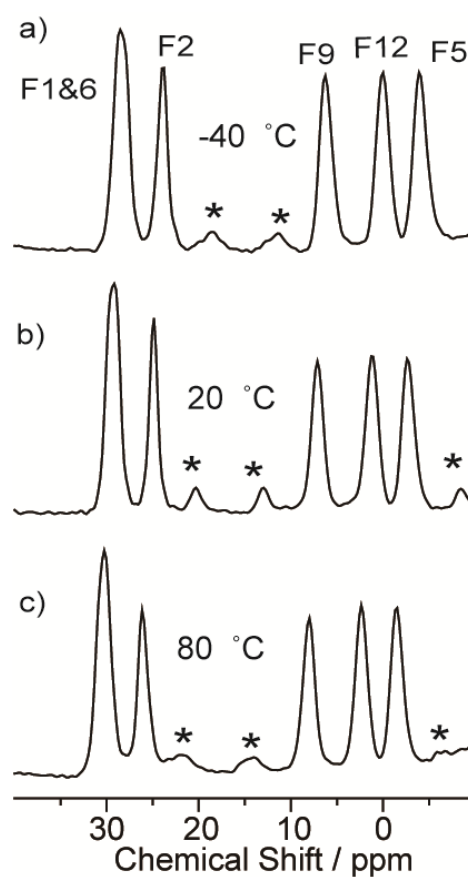 a)
F1&6
F2
F9
F12
F5
-40 °C
* *
b)
20 °C
* * *
c)
80 °C
* * *
30 20 10 0
Chemical Shift / ppm